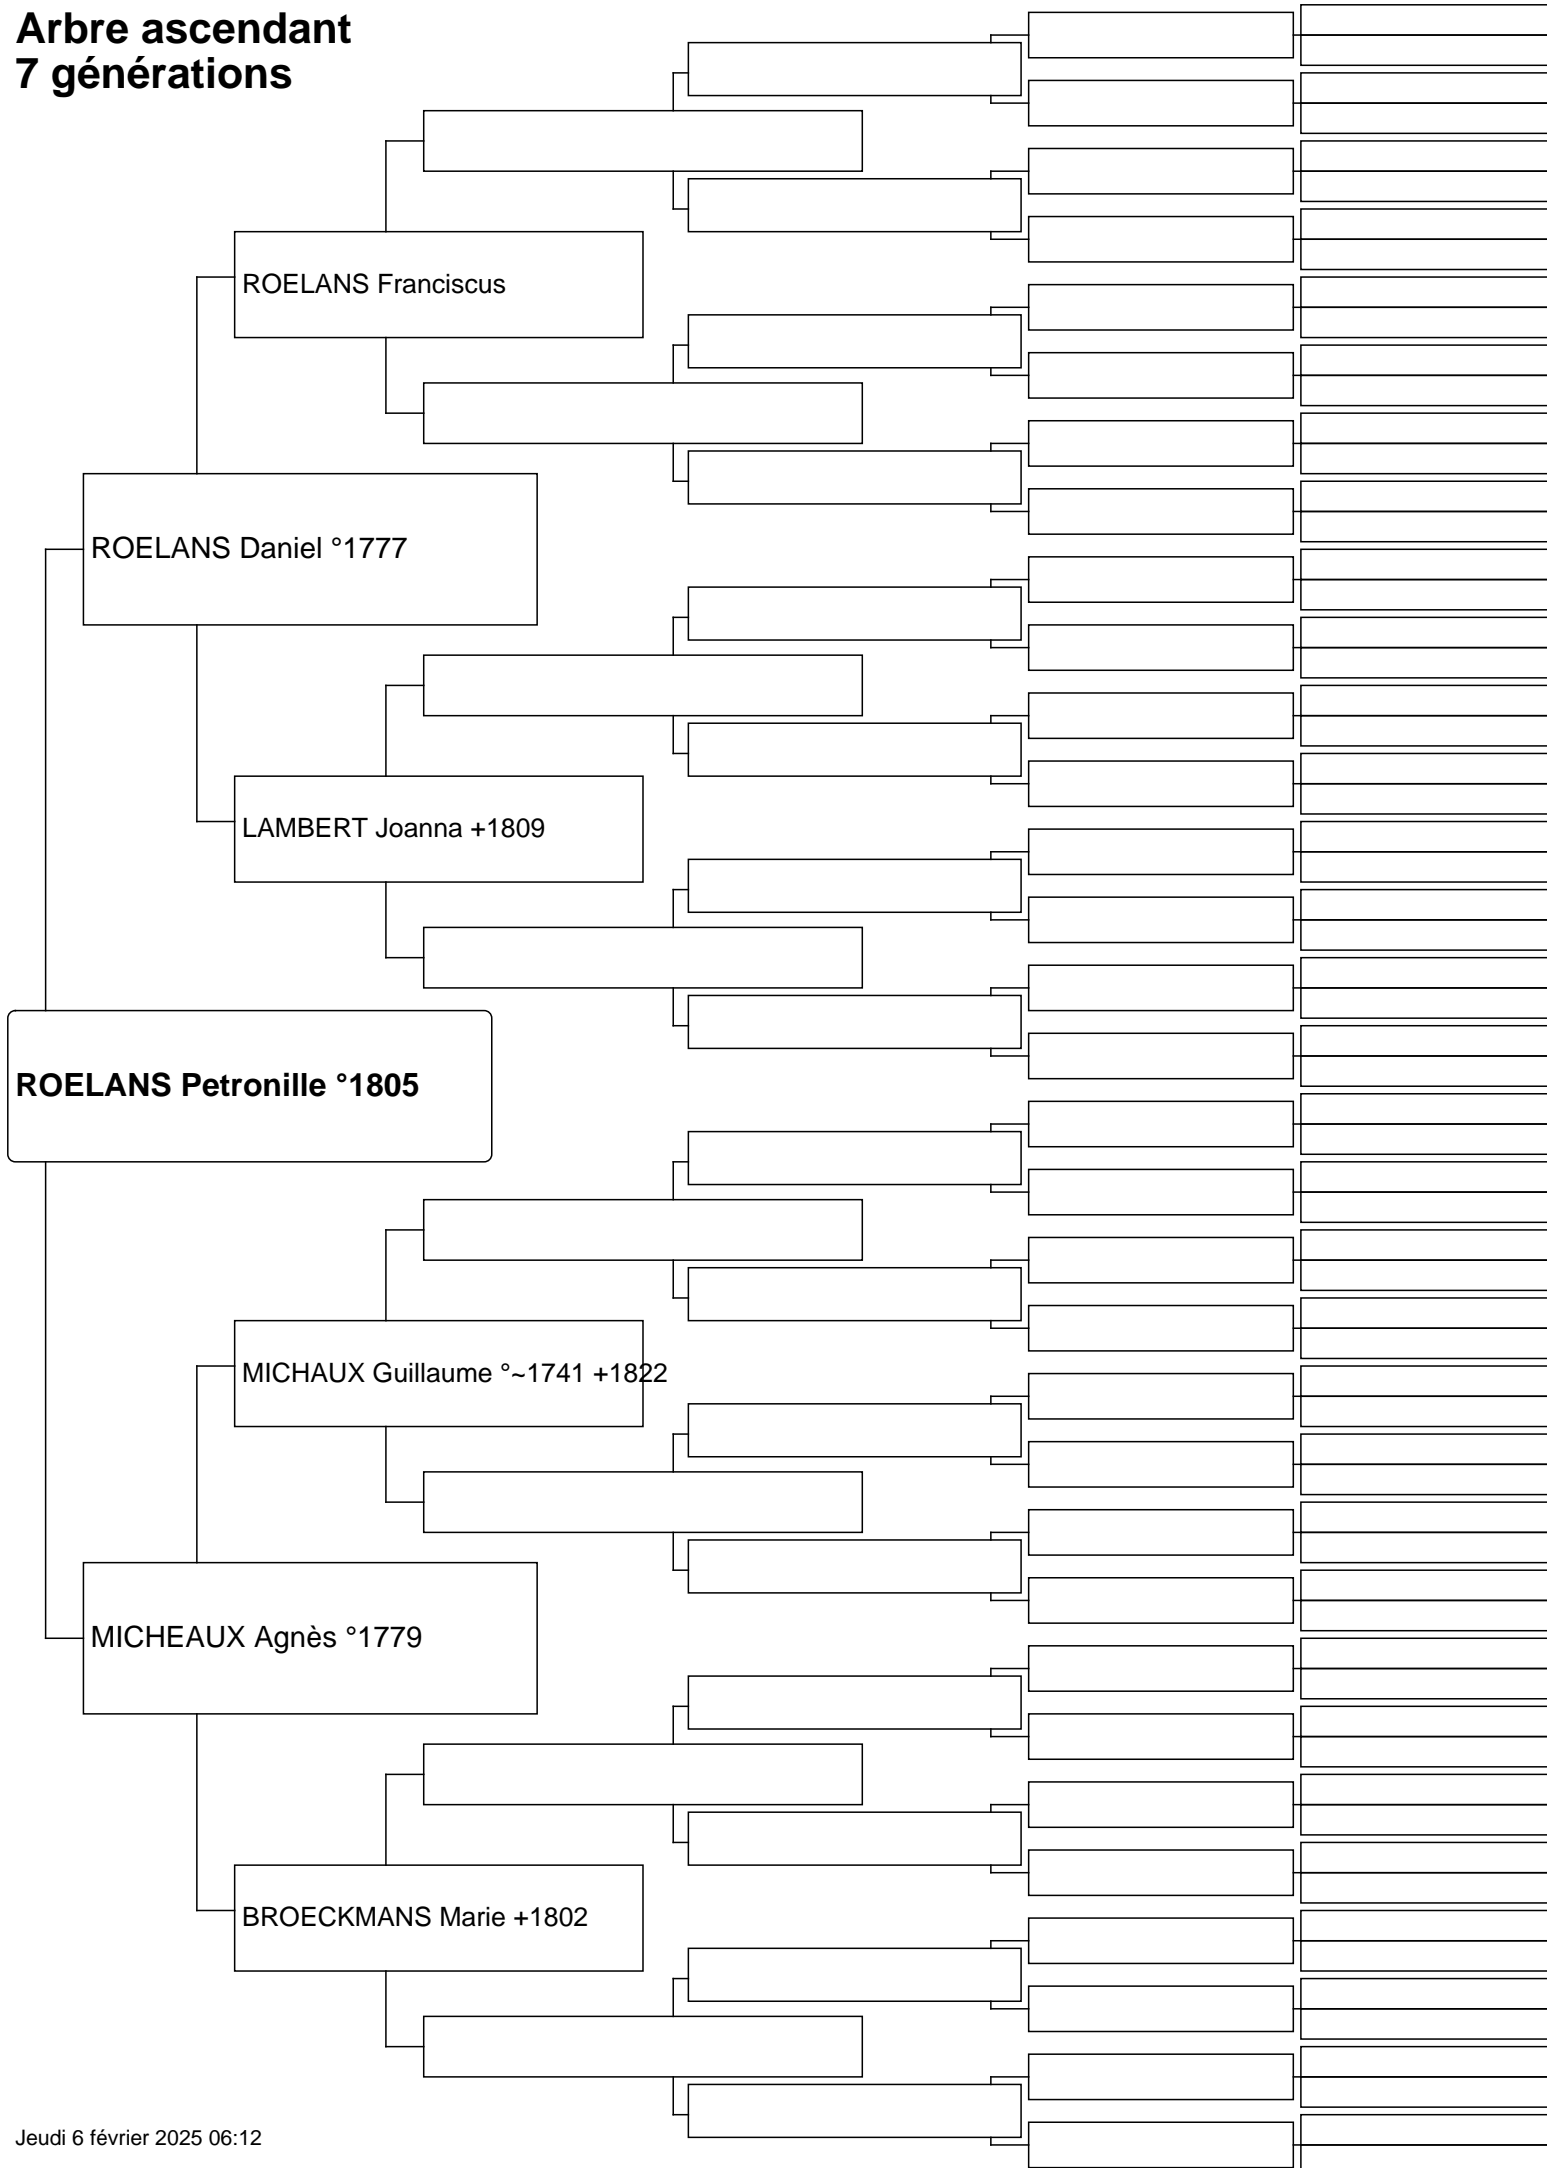 Arbre ascendant
7 générations
ROELANS Franciscus
ROELANS Daniel °1777
LAMBERT Joanna +1809
ROELANS Petronille °1805
MICHAUX Guillaume °~1741 +1822
MICHEAUX Agnès °1779
BROECKMANS Marie +1802
Jeudi 6 février 2025 06:12